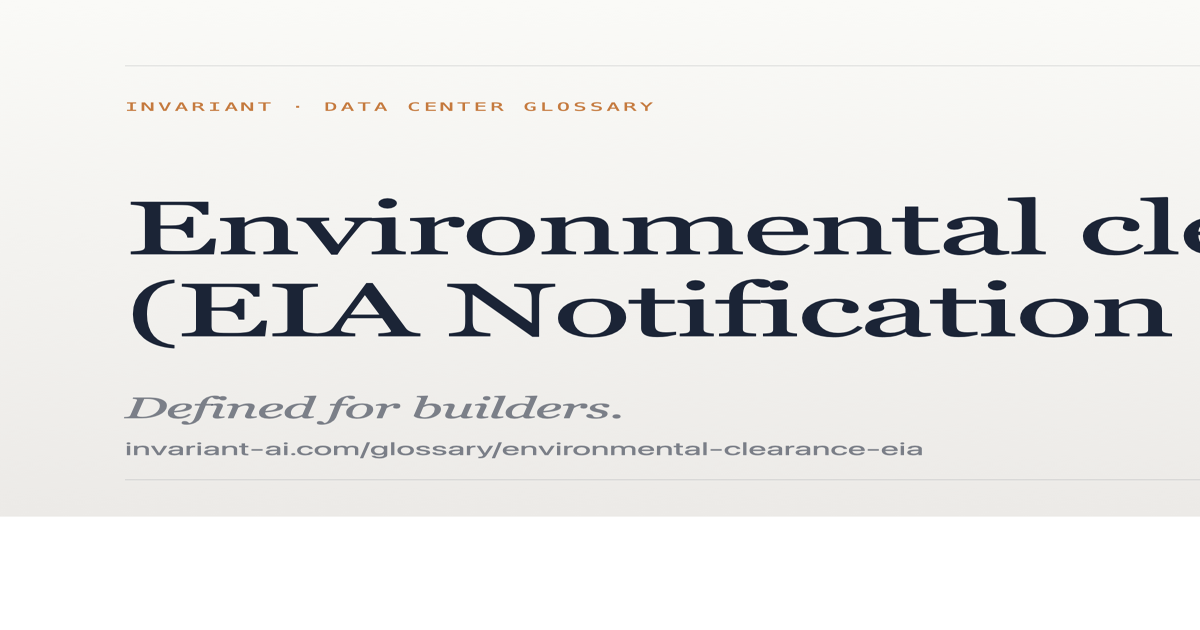 INVARIANT · DATA CENTER GLOSSARY
Environmental cle
(EIA Notification
Defined for builders.
invariant-ai.com/glossary/environmental-clearance-eia